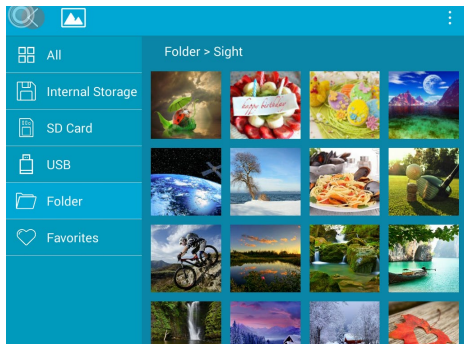 Folder > Sight
All
Internal Storage
SD Card
USB
Folder
Favorites
happy birthday